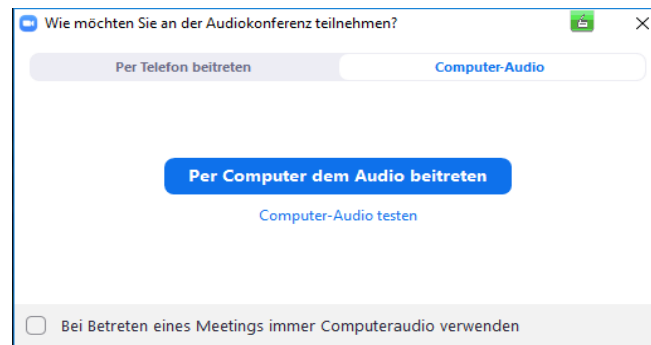 Wie möchten Sie an der Audiokonferenz teilnehmen?
Per Telefon beitreten
Computer-Audio
Per Computer dem Audio beitreten
Computer-Audio testen
Bei Betreten eines Meetings immer Computeraudio verwenden